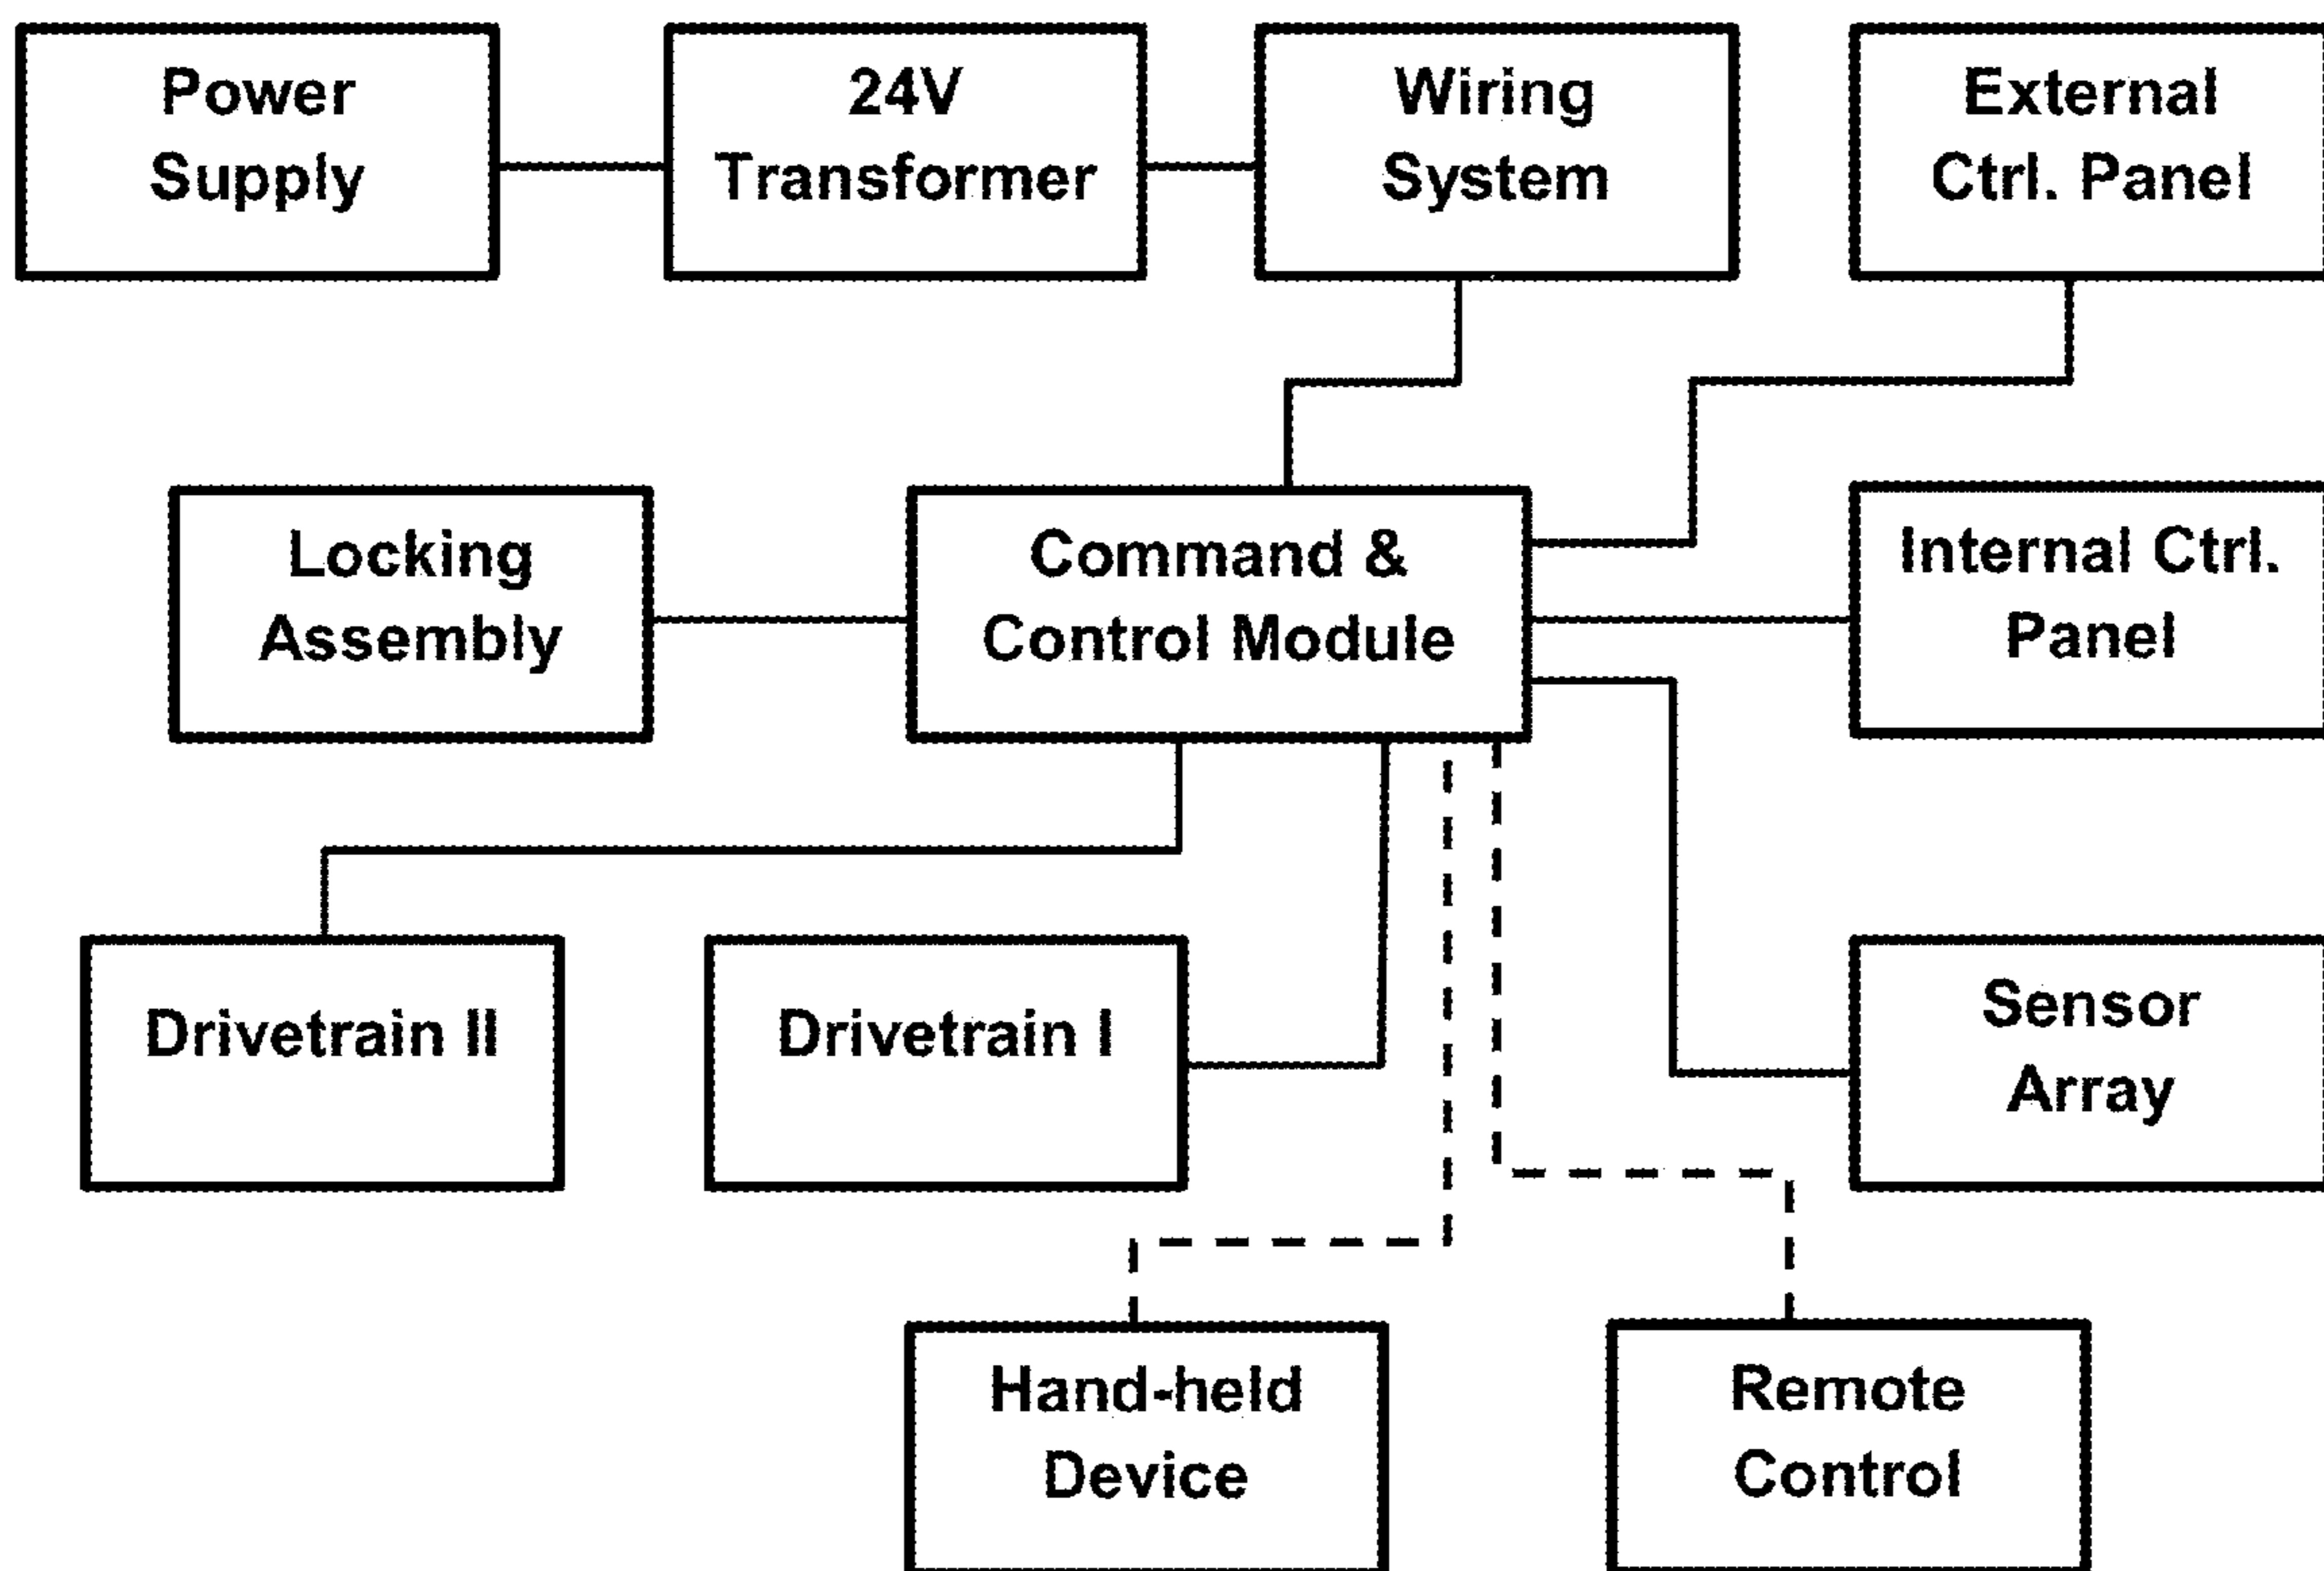 Power
Supply
24V
Transformer
Wiring
System
External
Ctrl. Panel
Locking
Assembly
Command &
Control Module
Internal Ctrl.
Panel
Drivetrain II
Drivetrain I
Sensor
Array
Hand-held
Device
Remote
Control